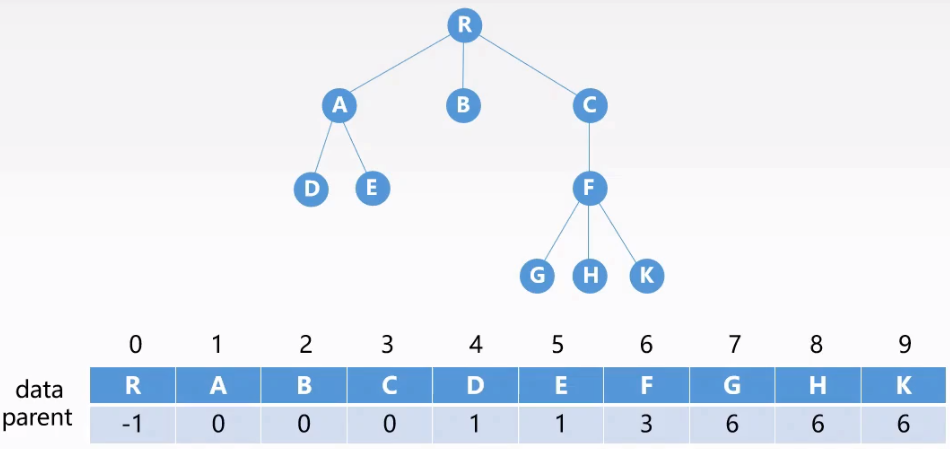 R
A B C
D E F
G H K
0 1 2 3 4 5 6 7 8 9
data R A B C D E F G H K
parent -1 0 0 0 1 1 3 6 6 6